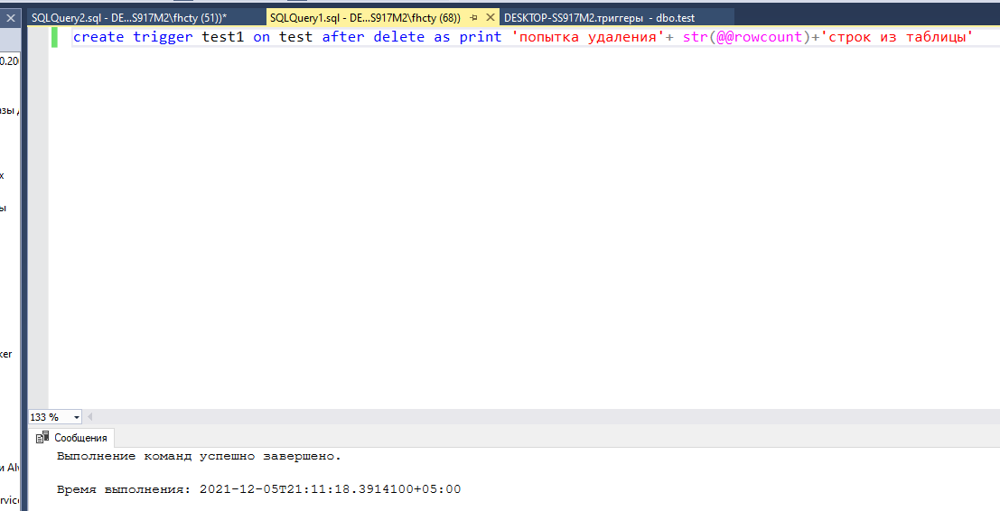 SQLQuery2.sql - DE...S917M2\fhcty (51))* SQLQuery1.sql - DE...S917M2\fhcty (68)) DESKTOP-SS917M2.триггеры - dbo.test
create trigger test1 on test after delete as print 'попытка удаления'+ str(@@rowcount)+'строк из таблицы'
0.20
азы
х
ы
ker
133 %
Сообщения
Выполнение команд успешно завершено.
и Al
Время выполнения: 2021-12-05T21:11:18.3914100+05:00
rvic